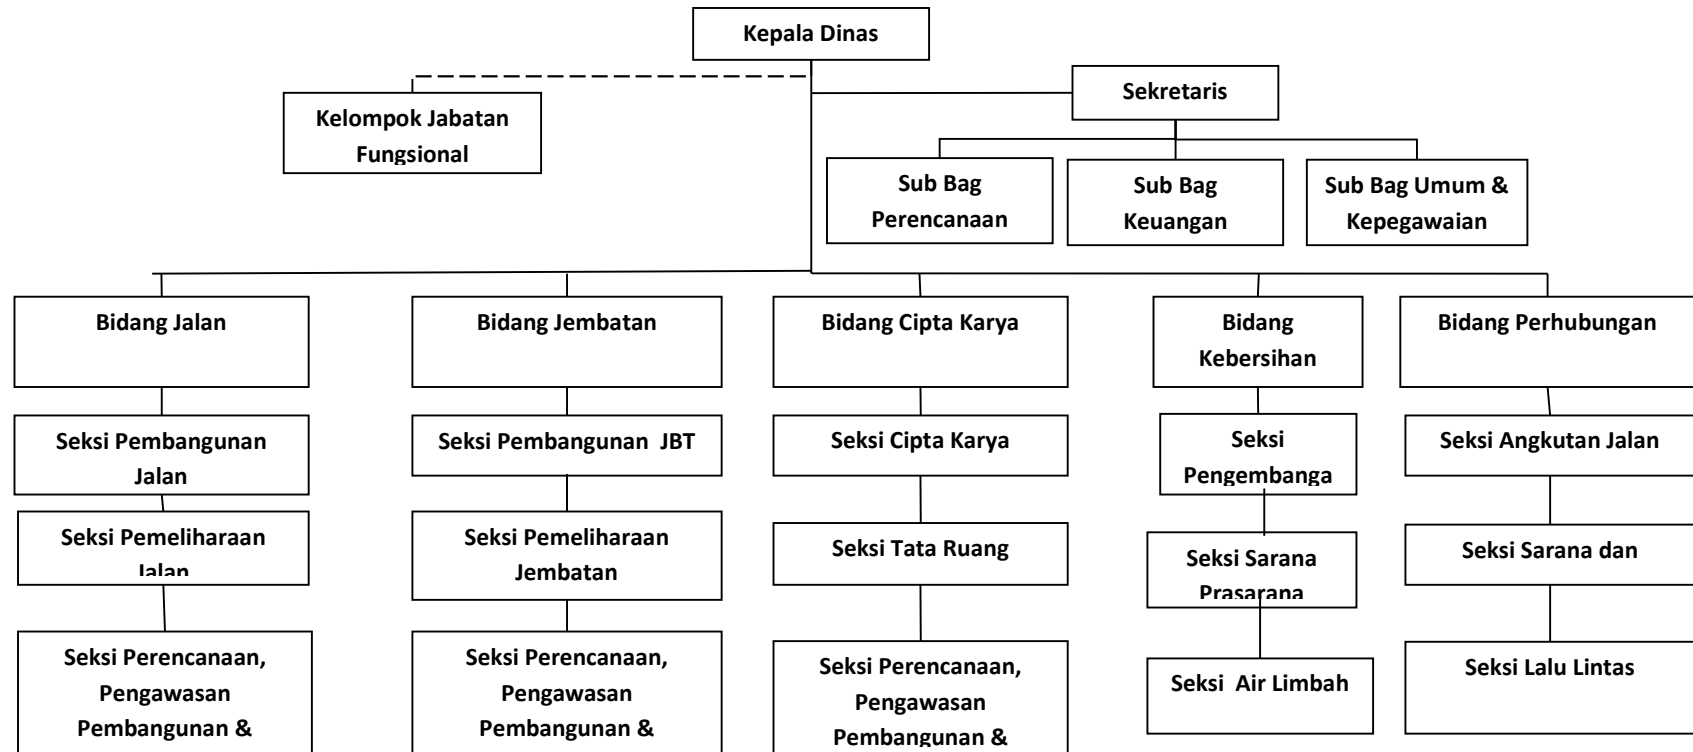 Kepala Dinas
Sekretaris
Kelompok Jabatan
Fungsional
Sub Bag
Perencanaan
Sub Bag
Keuangan
Sub Bag Umum &
Kepegawaian
Bidang Jalan
Bidang Jembatan
Bidang Cipta Karya
Bidang
Kebersihan
Bidang Perhubungan
Seksi Pembangunan
Jalan
Seksi Pembangunan JBT
Seksi Cipta Karya
Seksi
Pengembanga
Seksi Angkutan Jalan
Seksi Pemeliharaan
Jalan
Seksi Pemeliharaan
Jembatan
Seksi Tata Ruang
Seksi Sarana
Prasarana
Seksi Sarana dan
Seksi Perencanaan,
Pengawasan
Pembangunan &
Seksi Perencanaan,
Pengawasan
Pembangunan &
Seksi Perencanaan,
Pengawasan
Pembangunan &
Seksi Air Limbah
Seksi Lalu Lintas